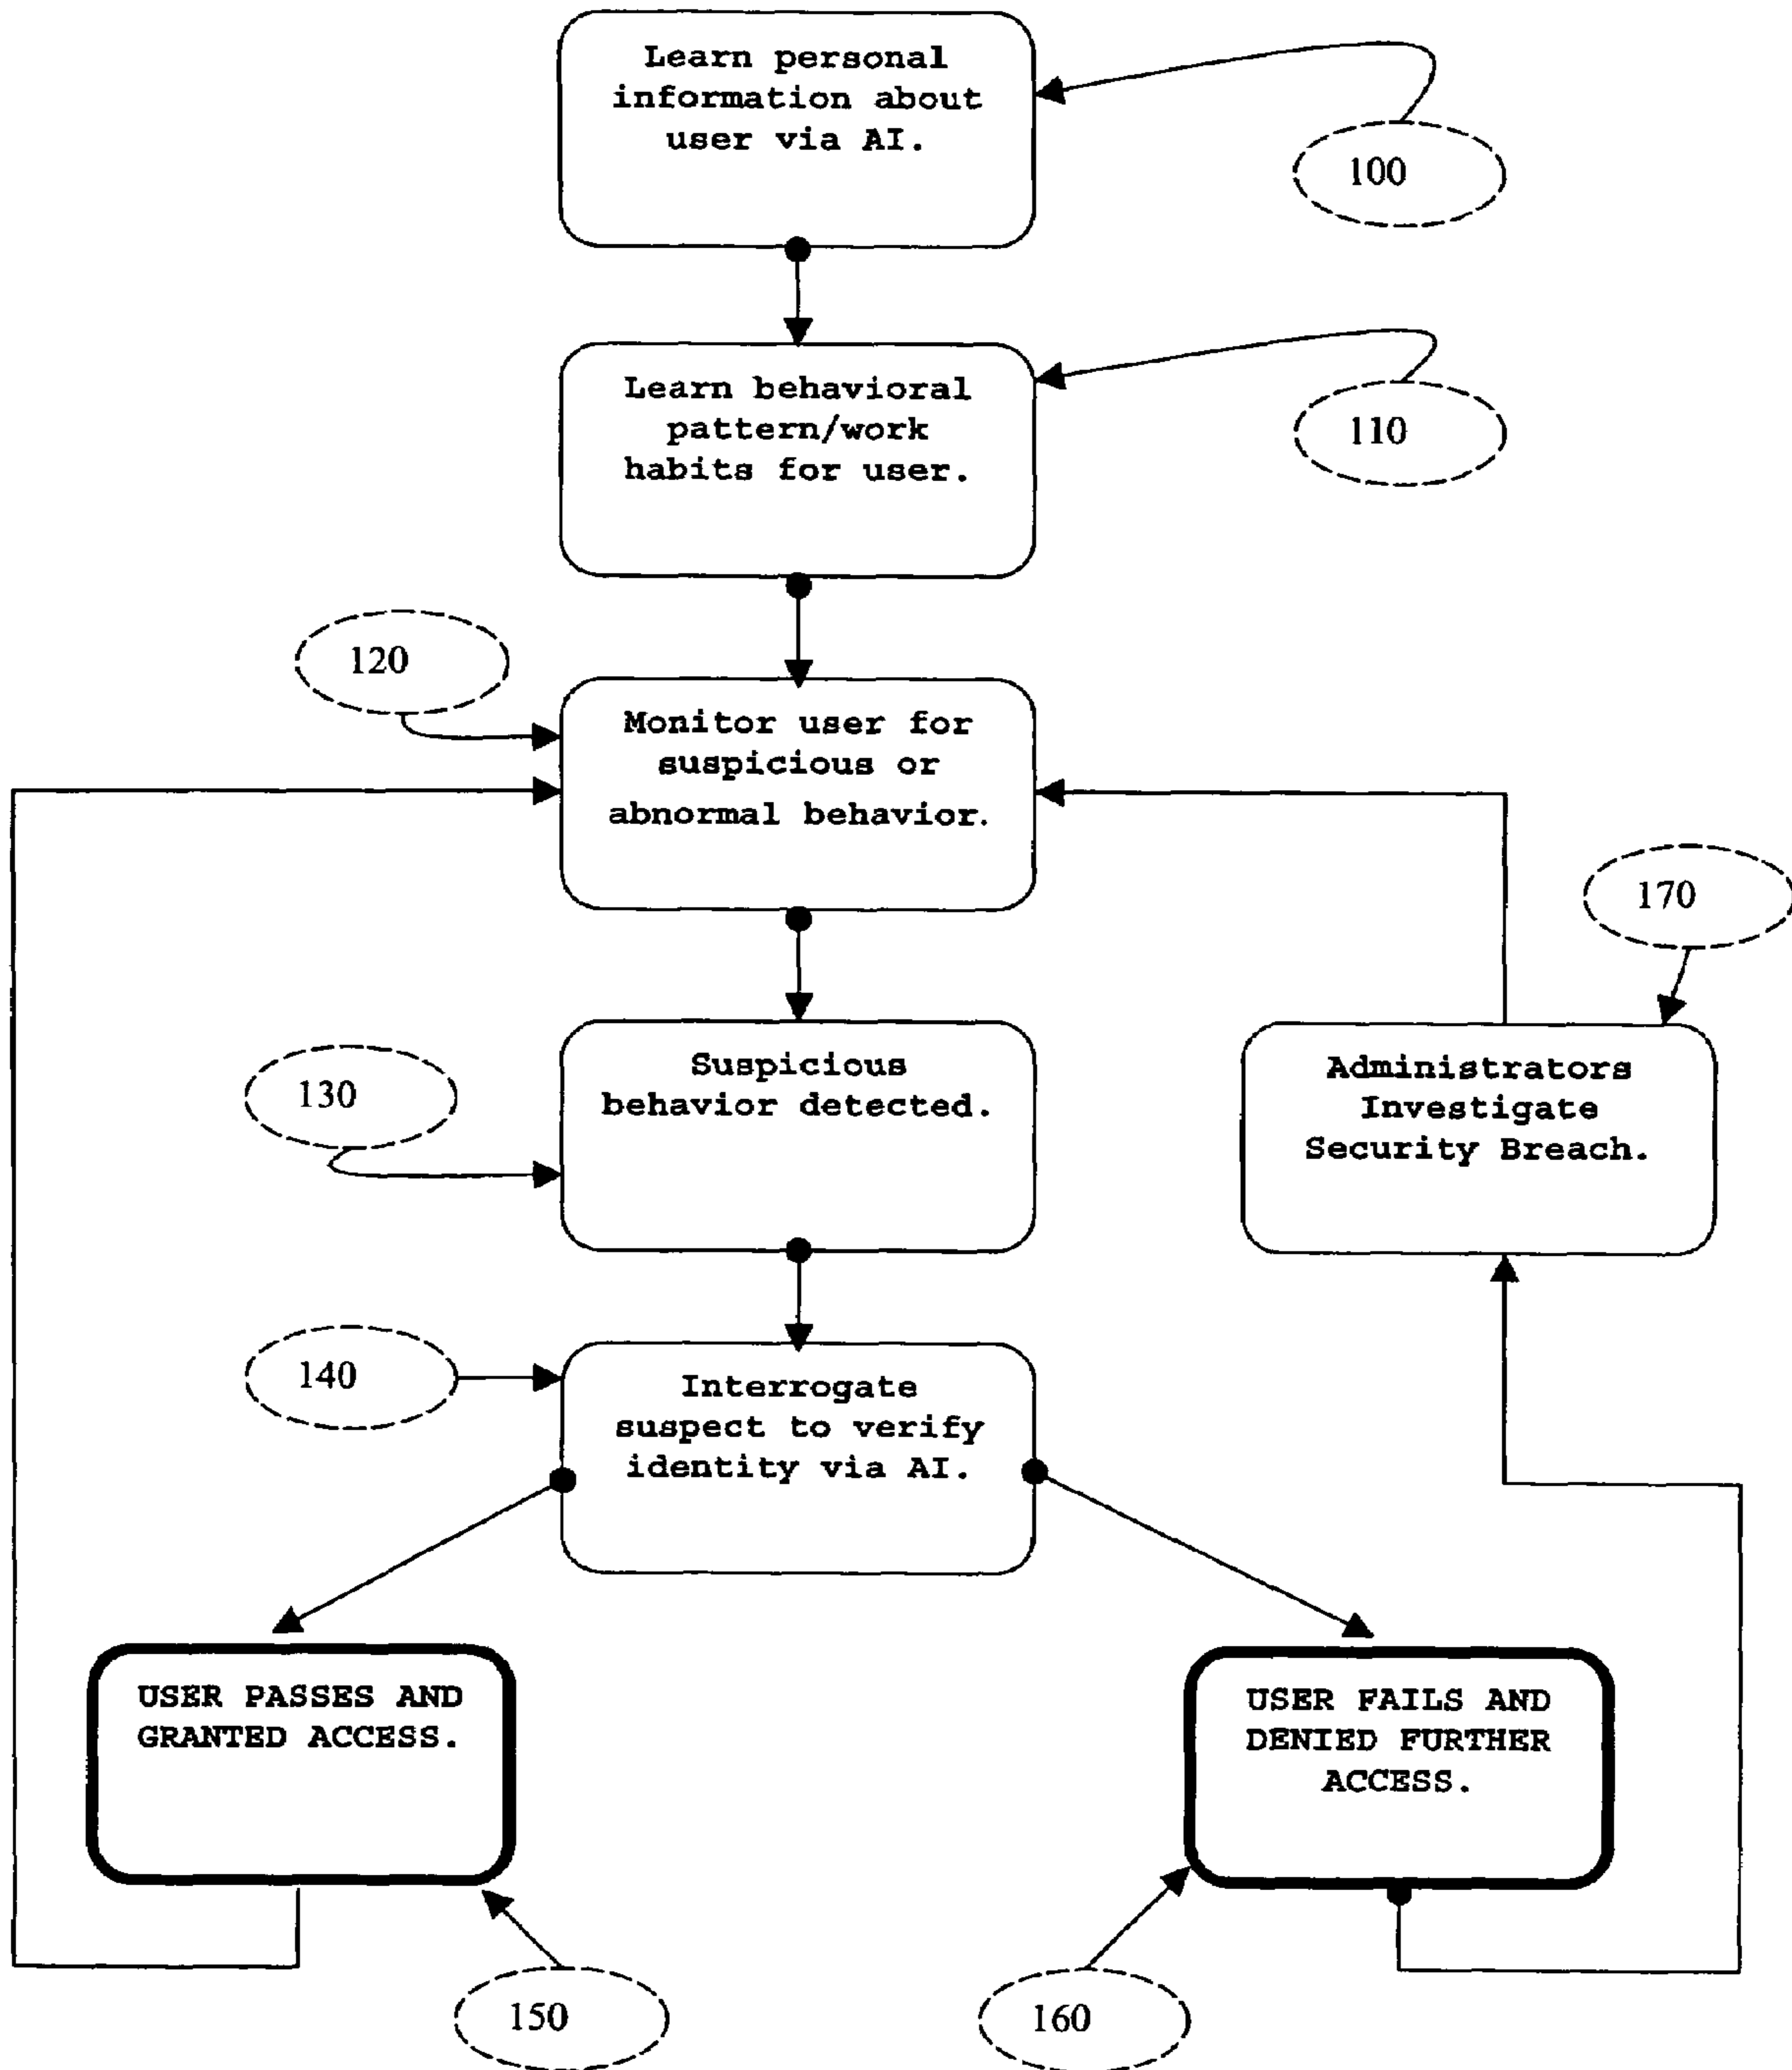 Learn personal
information about
user via AI.
100
Learn behavioral
pattern/work
habits for user.
110
120
Monitor user for
suspicious or
abnormal behavior.
170
Suspicious
behavior detected.
130
Administrators
Investigate
Security Breach.
140
Interrogate
suspect to verify
identity via AI.
USER PASSES AND
GRANTED ACCESS.
USER FAILS AND
DENIED FURTHER
ACCESS.
150
160